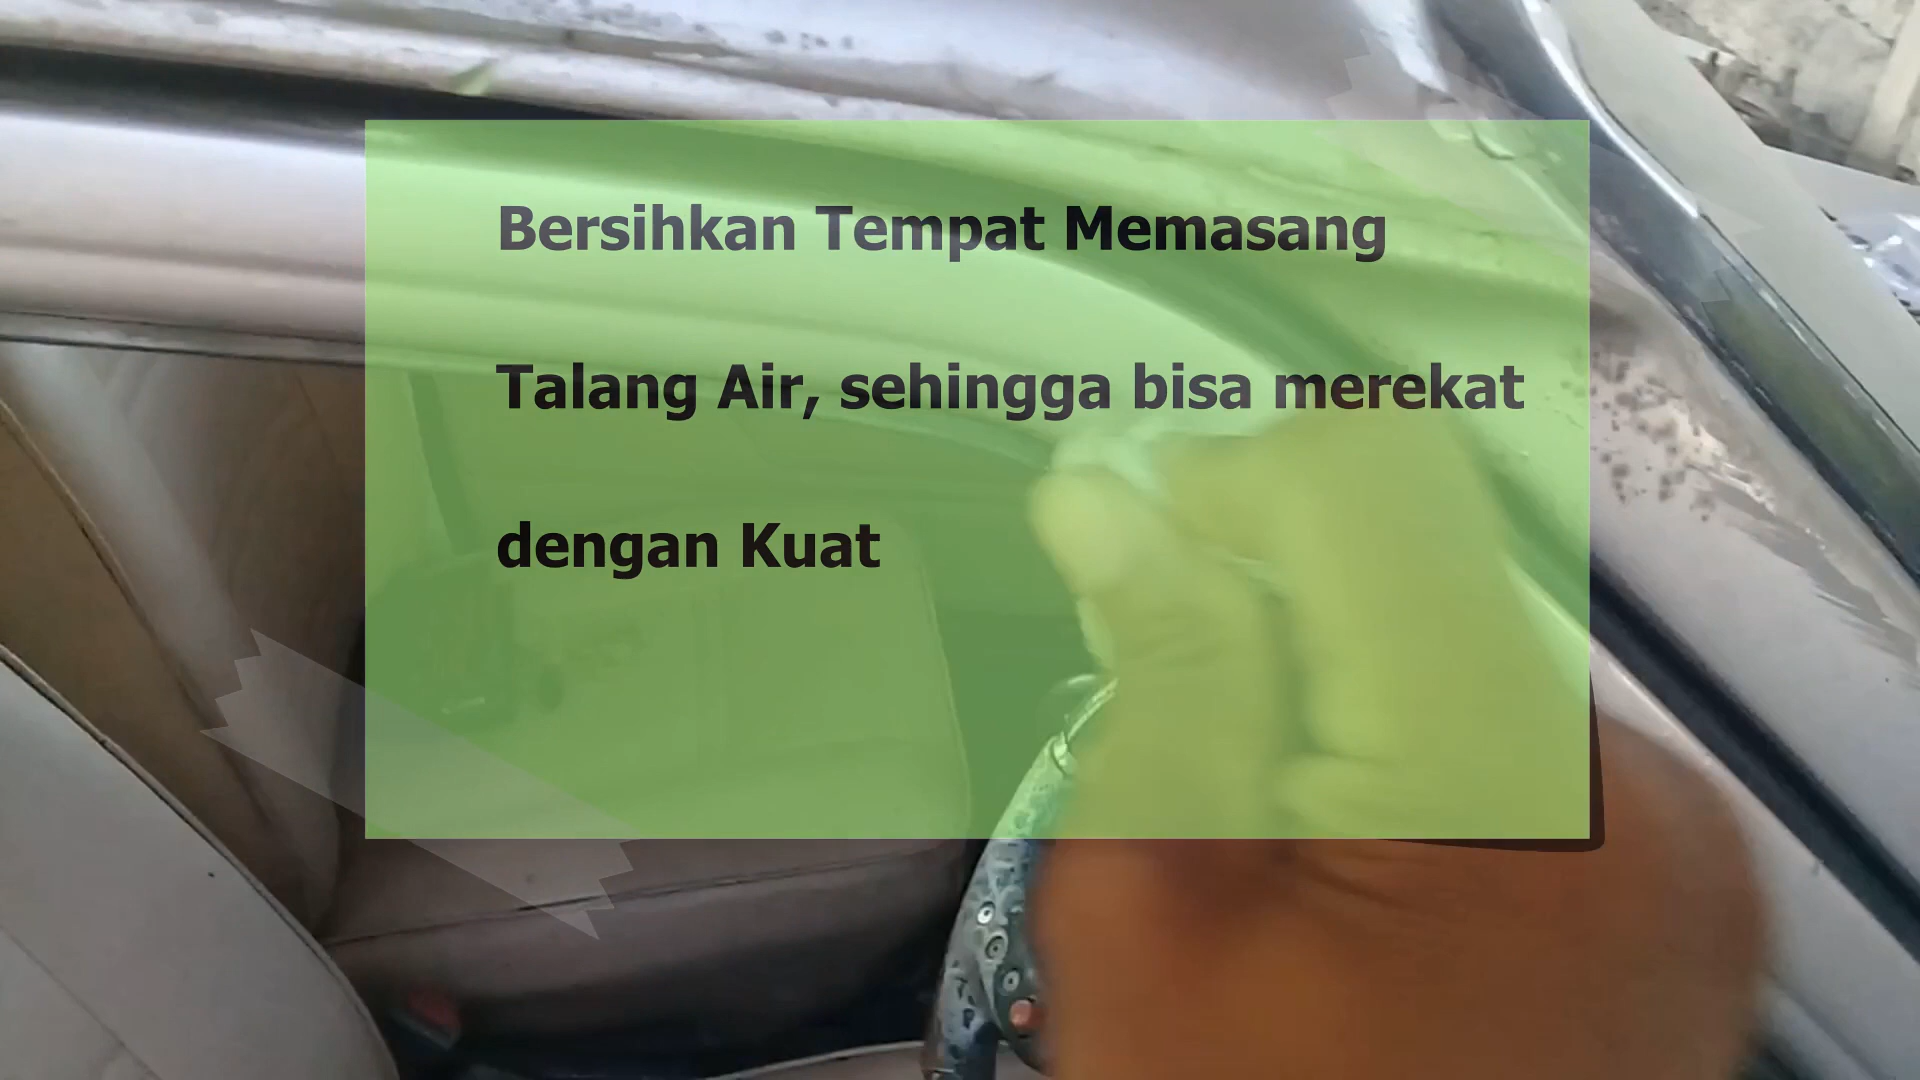 Bersihkan Tempat Memasang
Talang Air, sehingga bisa merekat
dengan Kuat